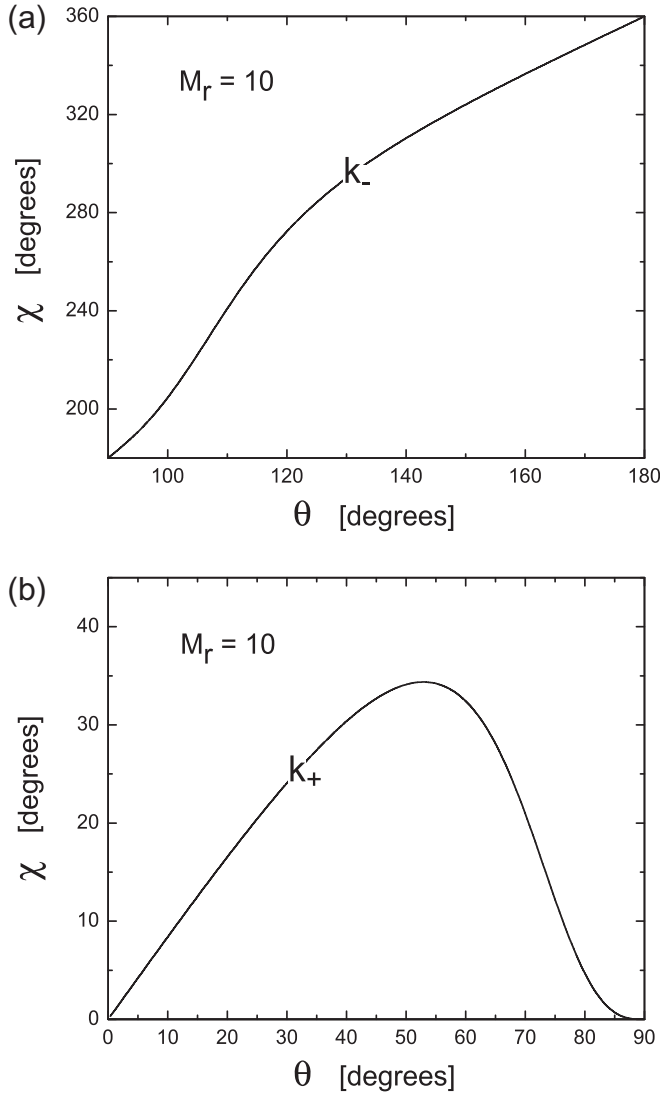 (a)
360
320
280
240
200
χ [degrees]
M_r = 10
k_-
100 120 140 160 180
θ [degrees]
(b)
40
30
20
10
0
χ [degrees]
M_r = 10
k_+
0 10 20 30 40 50 60 70 80 90
θ [degrees]